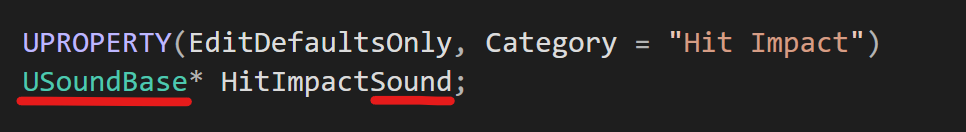 UPROPERTY(EditDefaultsOnly, Category = "Hit Impact")
USoundBase* HitImpactSound;